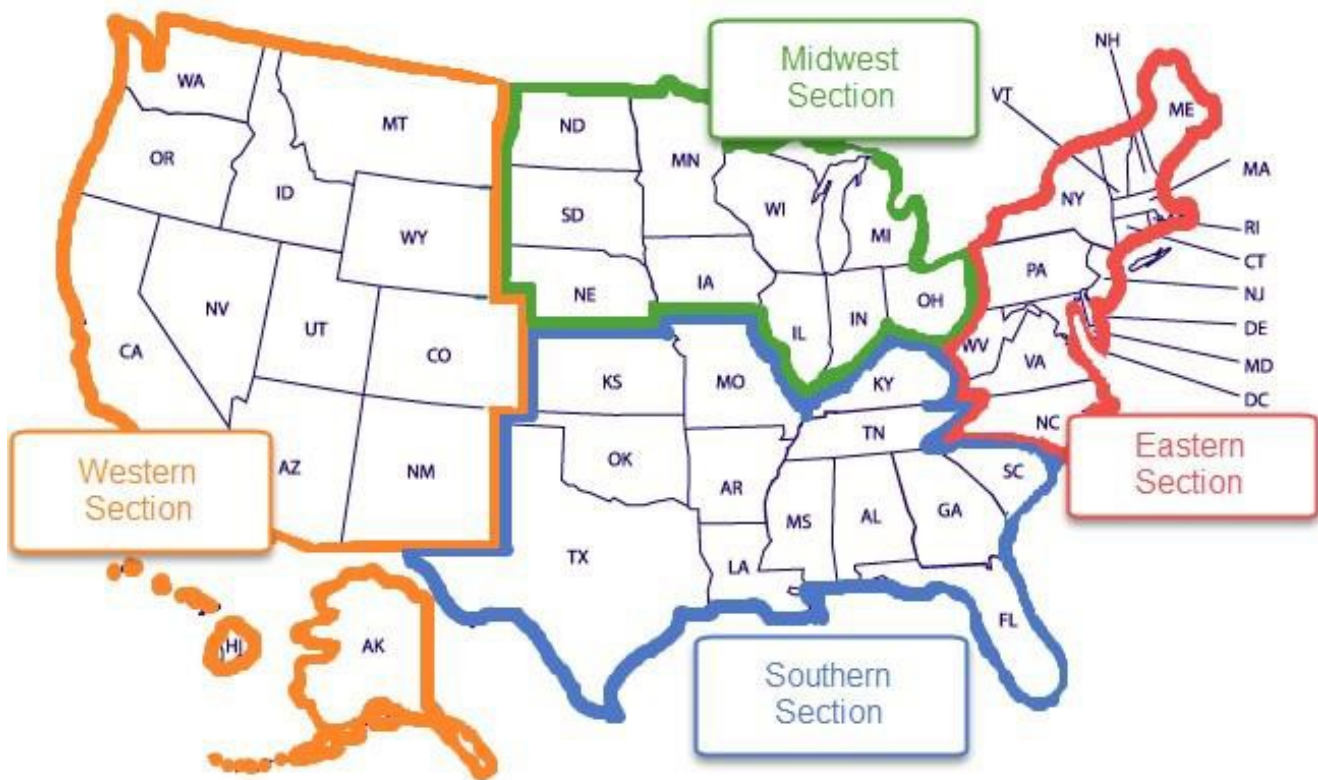 NH
Midwest
Section
VT
ME
WA
MT
ND
MN
OR
ID
MA
NY
WI
SD
WY
MI
RI
CT
PA
IA
NE
OH
NJ
NV
UT
IL
IN
DE
CA
CO
WV
VA
MD
KS
MO
KY
DC
NC
TN
Western
Section
AZ
NM
OK
AR
SC
Eastern
Section
MS
AL
GA
TX
LA
FL
HI
AK
Southern
Section